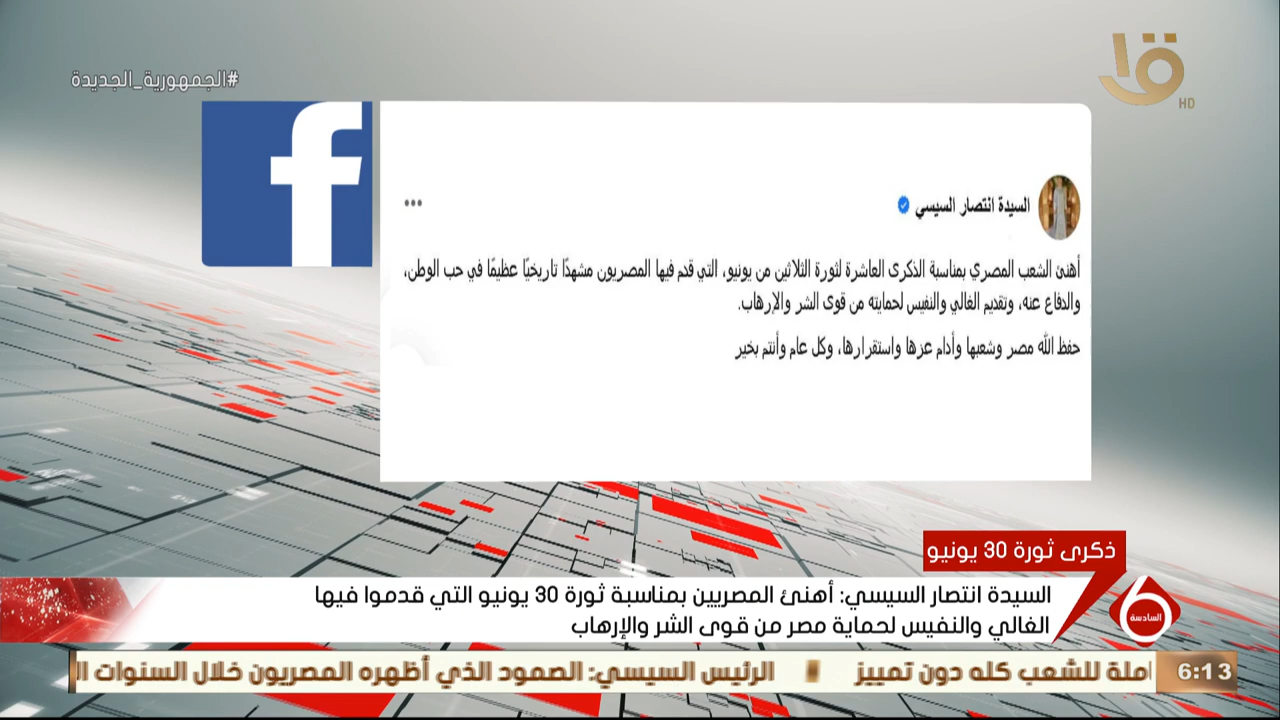 #الجمهورية_الجديدة
HD
السيدة انتصار السيسي
أهنئ الشعب المصري بمناسبة الذكرى العاشرة لثورة الثلاثين من يونيو، التي قدم فيها المصريون مشهدًا تاريخيًا عظيمًا في حب الوطن،
والدفاع عنه، وتقديم الغالي والنفيس لحمايته من قوى الشر والإرهاب.
حفظ الله مصر وشعبها وأدام عزها واستقرارها، وكل عام وأنتم بخير
ذكرى ثورة 30 يونيو
السيدة انتصار السيسي: أهنئ المصريين بمناسبة ثورة 30 يونيو التي قدموا فيها
الغالي والنفيس لحماية مصر من قوى الشر والإرهاب
السادسة
6:13 املة للشعب كله دون تمييز الرئيس السيسي: الصمود الذي أظهره المصريون خلال السنوات ال